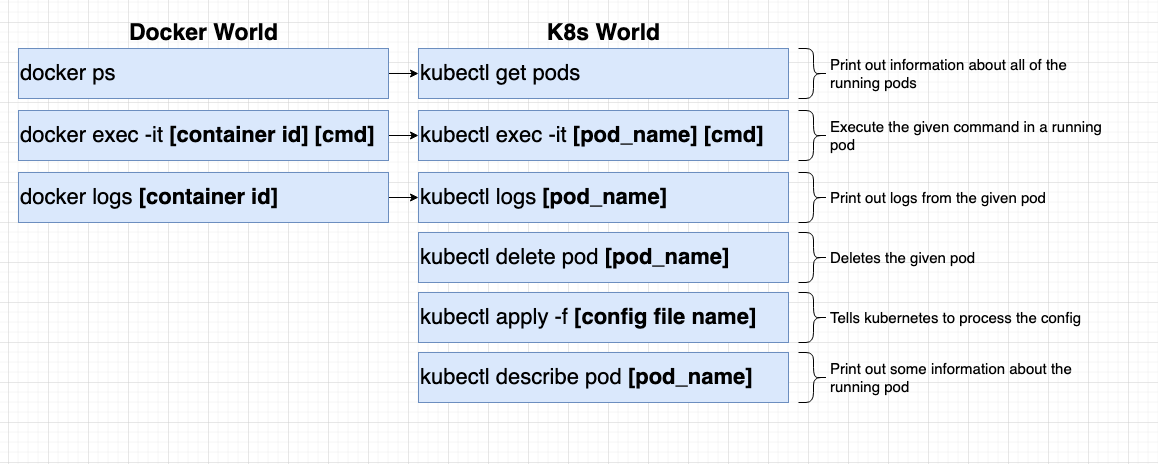 Docker World
K8s World
docker ps
kubectl get pods
Print out information about all of the
running pods
docker exec -it [container id] [cmd]
kubectl exec -it [pod_name] [cmd]
Execute the given command in a running
pod
docker logs [container id]
kubectl logs [pod_name]
Print out logs from the given pod
kubectl delete pod [pod_name]
Deletes the given pod
kubectl apply -f [config file name]
Tells kubernetes to process the config
kubectl describe pod [pod_name]
Print out some information about the
running pod